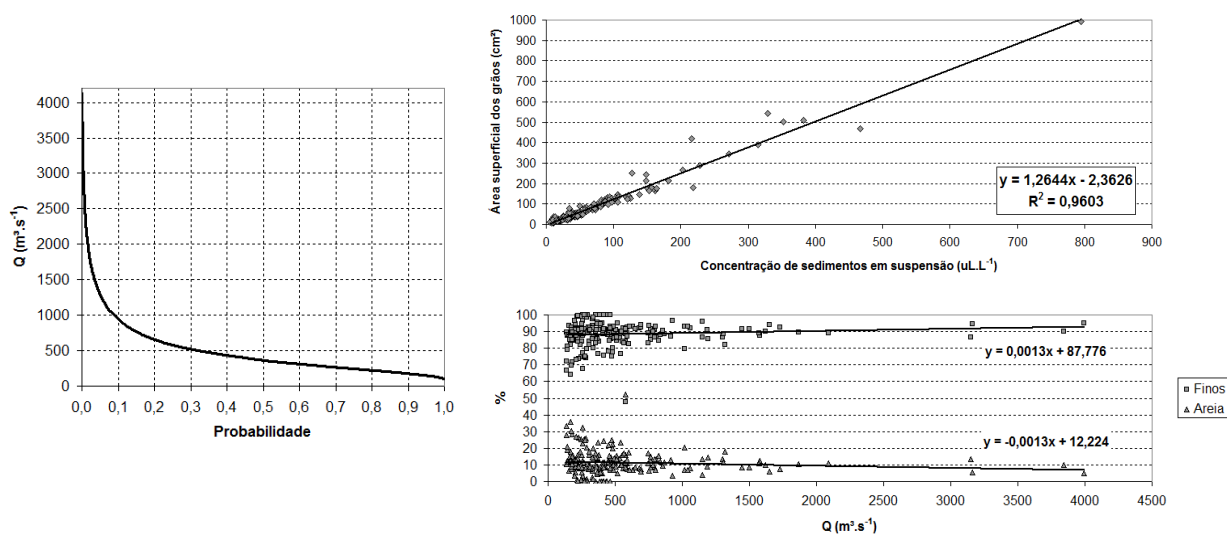 4000
3500
3000
2500
2000
1500
1000
500
0
Q (m³.s⁻¹)
0,0 0,1 0,2 0,3 0,4 0,5 0,6 0,7 0,8 0,9 1,0
Probabilidade
1000
900
800
700
600
500
400
300
200
100
0
Área superficial dos grãos (cm²)
y = 1,2644x - 2,3626
R² = 0,9603
0 100 200 300 400 500 600 700 800 900
Concentração de sedimentos em suspensão (uL.L⁻¹)
100
90
80
70
60
50
40
30
20
10
0
%
y = 0,0013x + 87,776
y = -0,0013x + 12,224
0 500 1000 1500 2000 2500 3000 3500 4000 4500
Q (m³.s⁻¹)
Finos
Areia